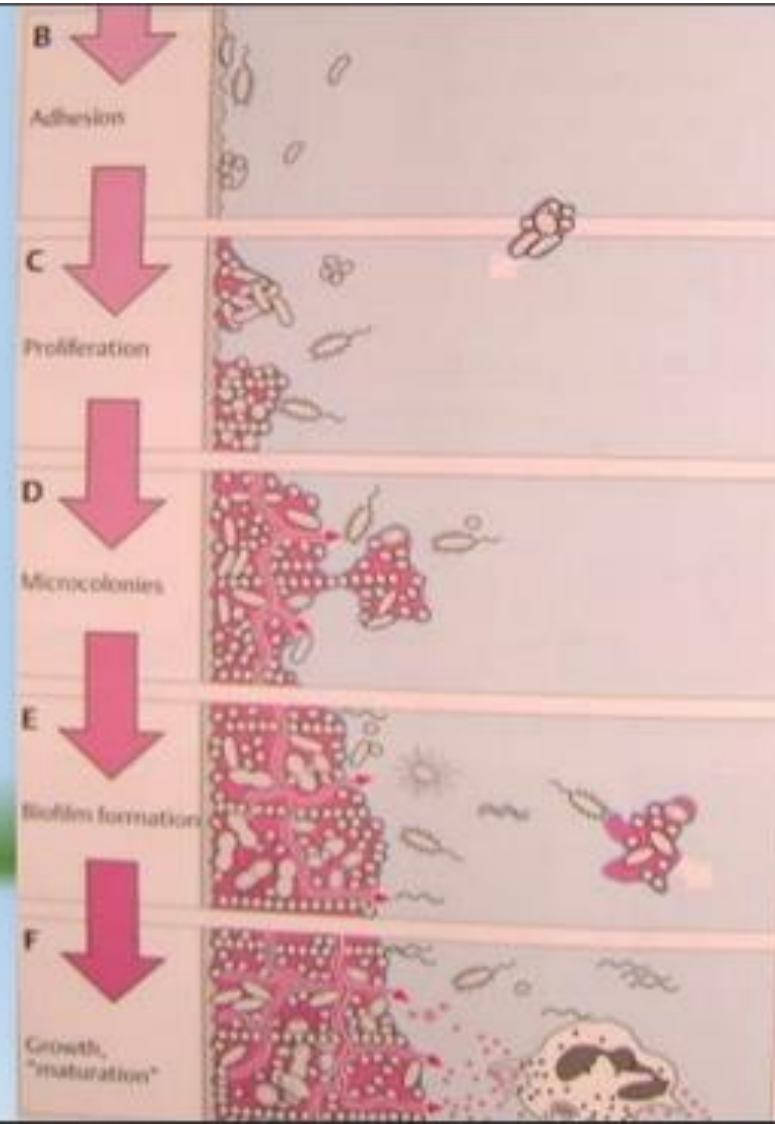 B
Adhesion
C
Proliferation
D
Microcolonies
E
Biofilm formation
F
Growth,
"maturation"